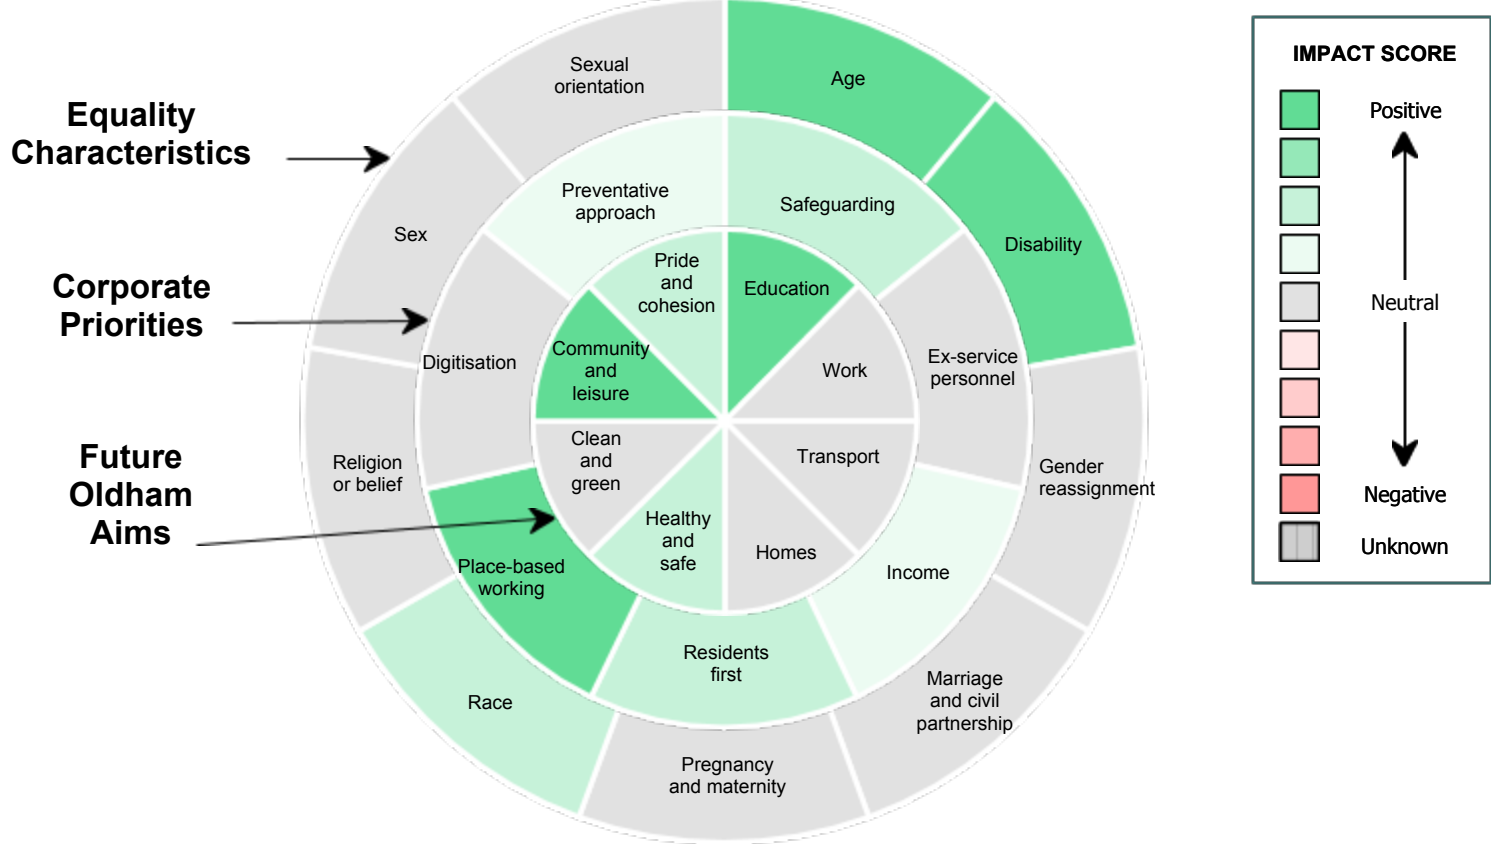 Equality
Characteristics
Corporate
Priorities
Future
Oldham
Aims
Sexual
orientation
Age
Disability
Gender
reassignment
Marriage
and civil
partnership
Pregnancy
and maternity
Race
Religion
or belief
Sex
Preventative
approach
Safeguarding
Ex-service
personnel
Income
Residents
first
Place-based
working
Digitisation
Pride
and
cohesion
Education
Work
Transport
Homes
Healthy
and
safe
Clean
and
green
Community
and
leisure
IMPACT SCORE
Positive
Neutral
Negative
Unknown